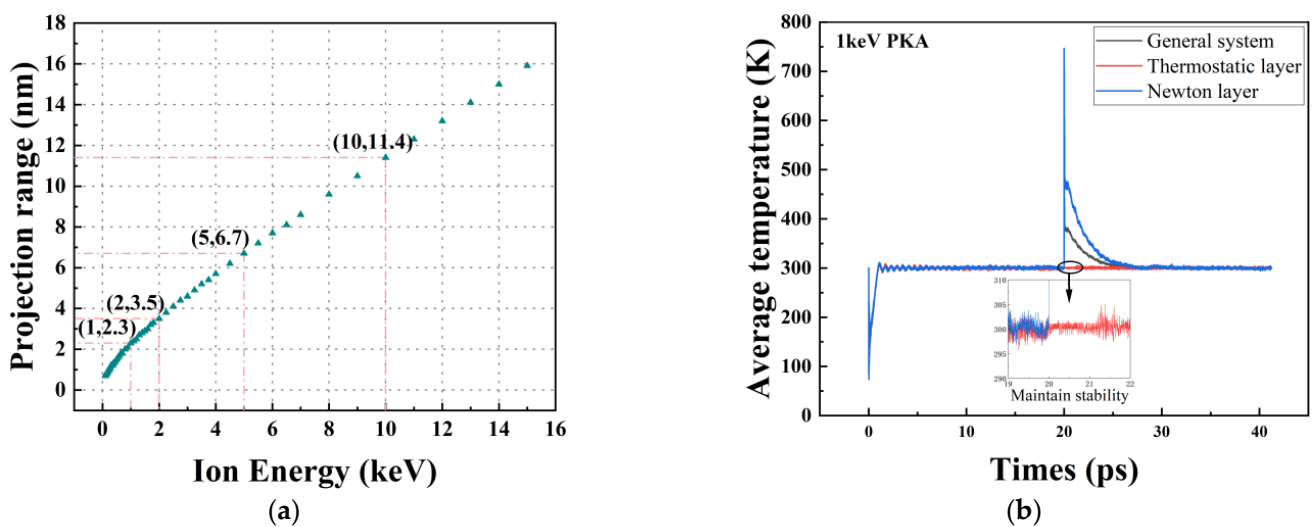 18
16
14
12
10
8
6
4
2
0
Projection range (nm)
(10,11.4)
(5,6.7)
(2,3.5)
(1,2.3)
0 2 4 6 8 10 12 14 16
Ion Energy (keV)
(a)
800
700
600
500
400
300
200
100
0
Average temperature (K)
1keV PKA
General system
Thermostatic layer
Newton layer
310
305
300
295
290
19 20 21 22
Maintain stability
0 10 20 30 40
Times (ps)
(b)